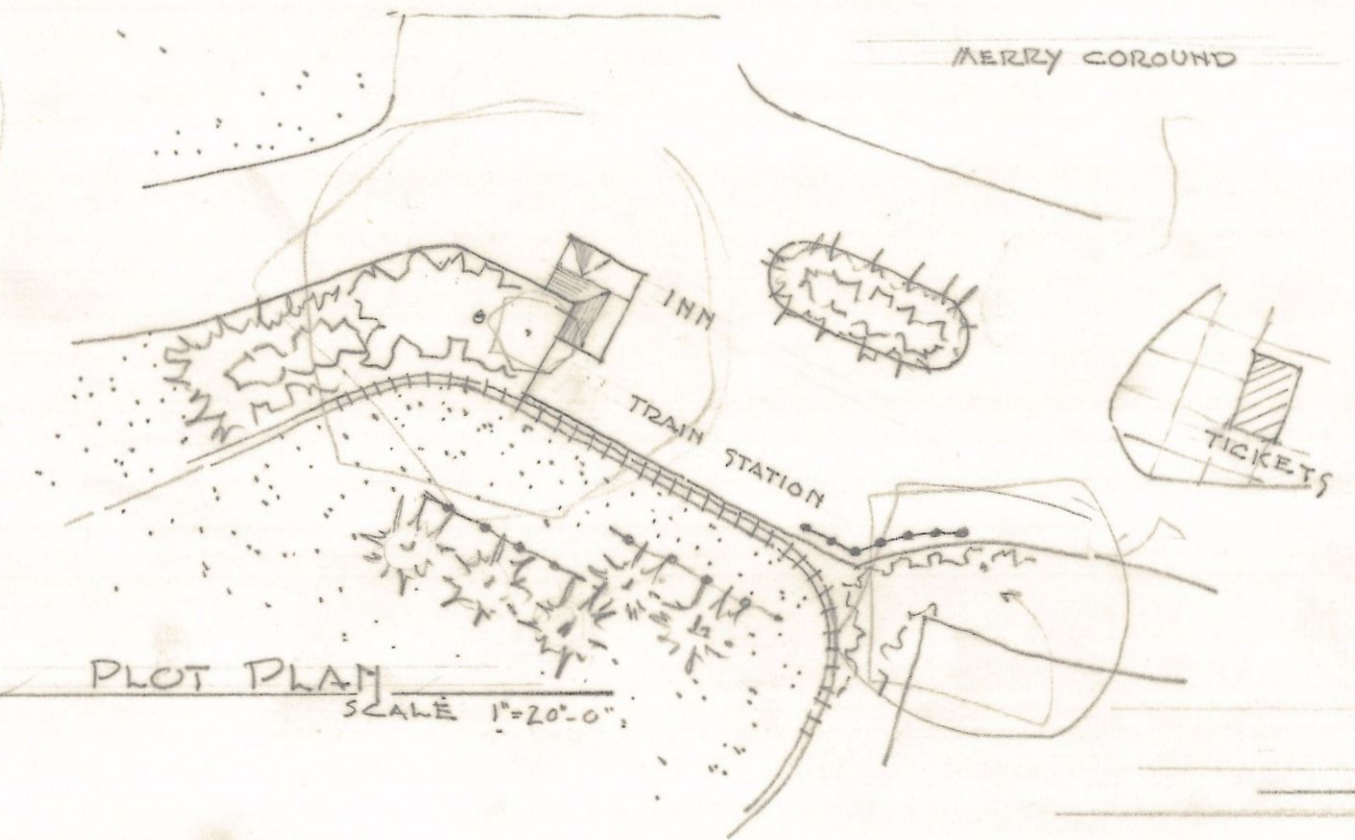 MERRY COROUND
INN
TRAIN STATION
TICKETS
PLOT PLAN
SCALE 1"=20"-0"